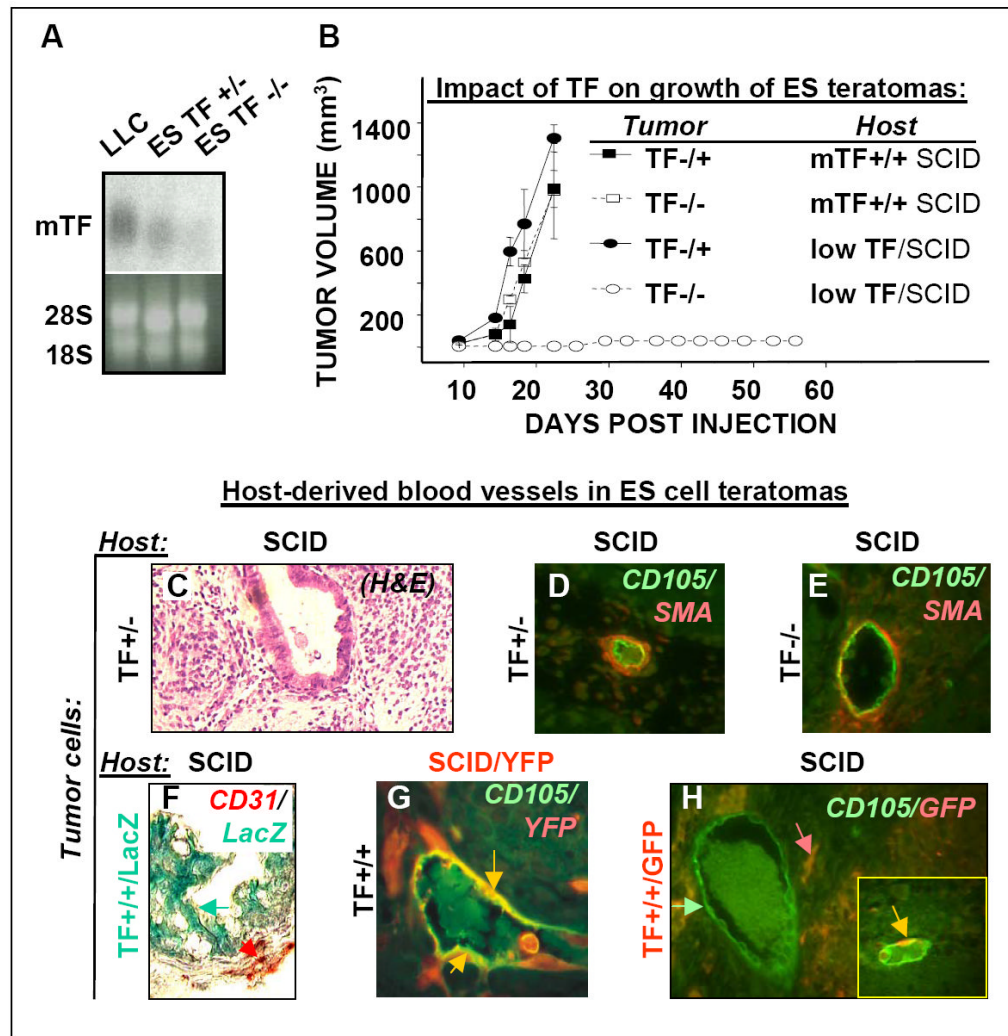 A
LLC
ES TF +/-
ES TF -/-
mTF
28S
18S
B
Impact of TF on growth of ES teratomas:
Tumor Host
TF-/+ mTF+/+ SCID
TF-/- mTF+/+ SCID
TF-/+ low TF/SCID
TF-/- low TF/SCID
TUMOR VOLUME (mm³)
1400
1000
600
200
10 20 30 40 50 60
DAYS POST INJECTION
Host-derived blood vessels in ES cell teratomas
Host: SCID SCID SCID
Tumor cells:
TF+/-
C (H&E)
TF+/-
D CD105/
SMA
TF-/-
E CD105/
SMA
Host: SCID SCID/YFP SCID
TF+/+/LacZ
F CD31/
LacZ
TF+/+
G CD105/
YFP
TF+/+/GFP
H CD105/GFP